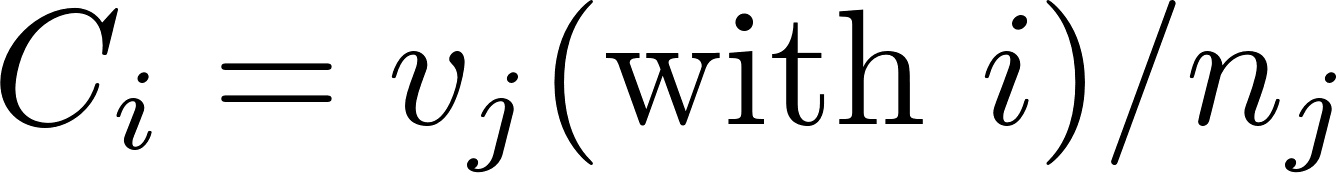 C_i = v_j(with i)/n_j